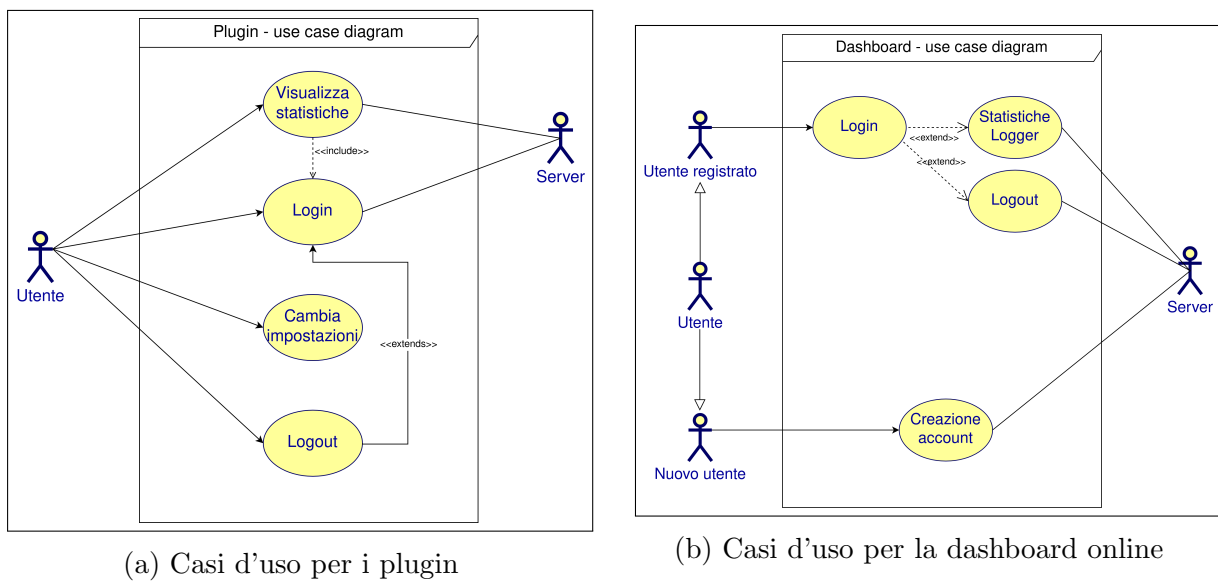 Plugin - use case diagram
Visualizza
statistiche
<<include>>
Server
Login
Utente
Cambia
impostazioni
<<extends>>
Logout
(a) Casi d'uso per i plugin
Dashboard - use case diagram
Login
<<extend>>
Statistiche
Logger
<<extend>>
Utente registrato
Logout
Utente
Server
Creazione
account
Nuovo utente
(b) Casi d'uso per la dashboard online